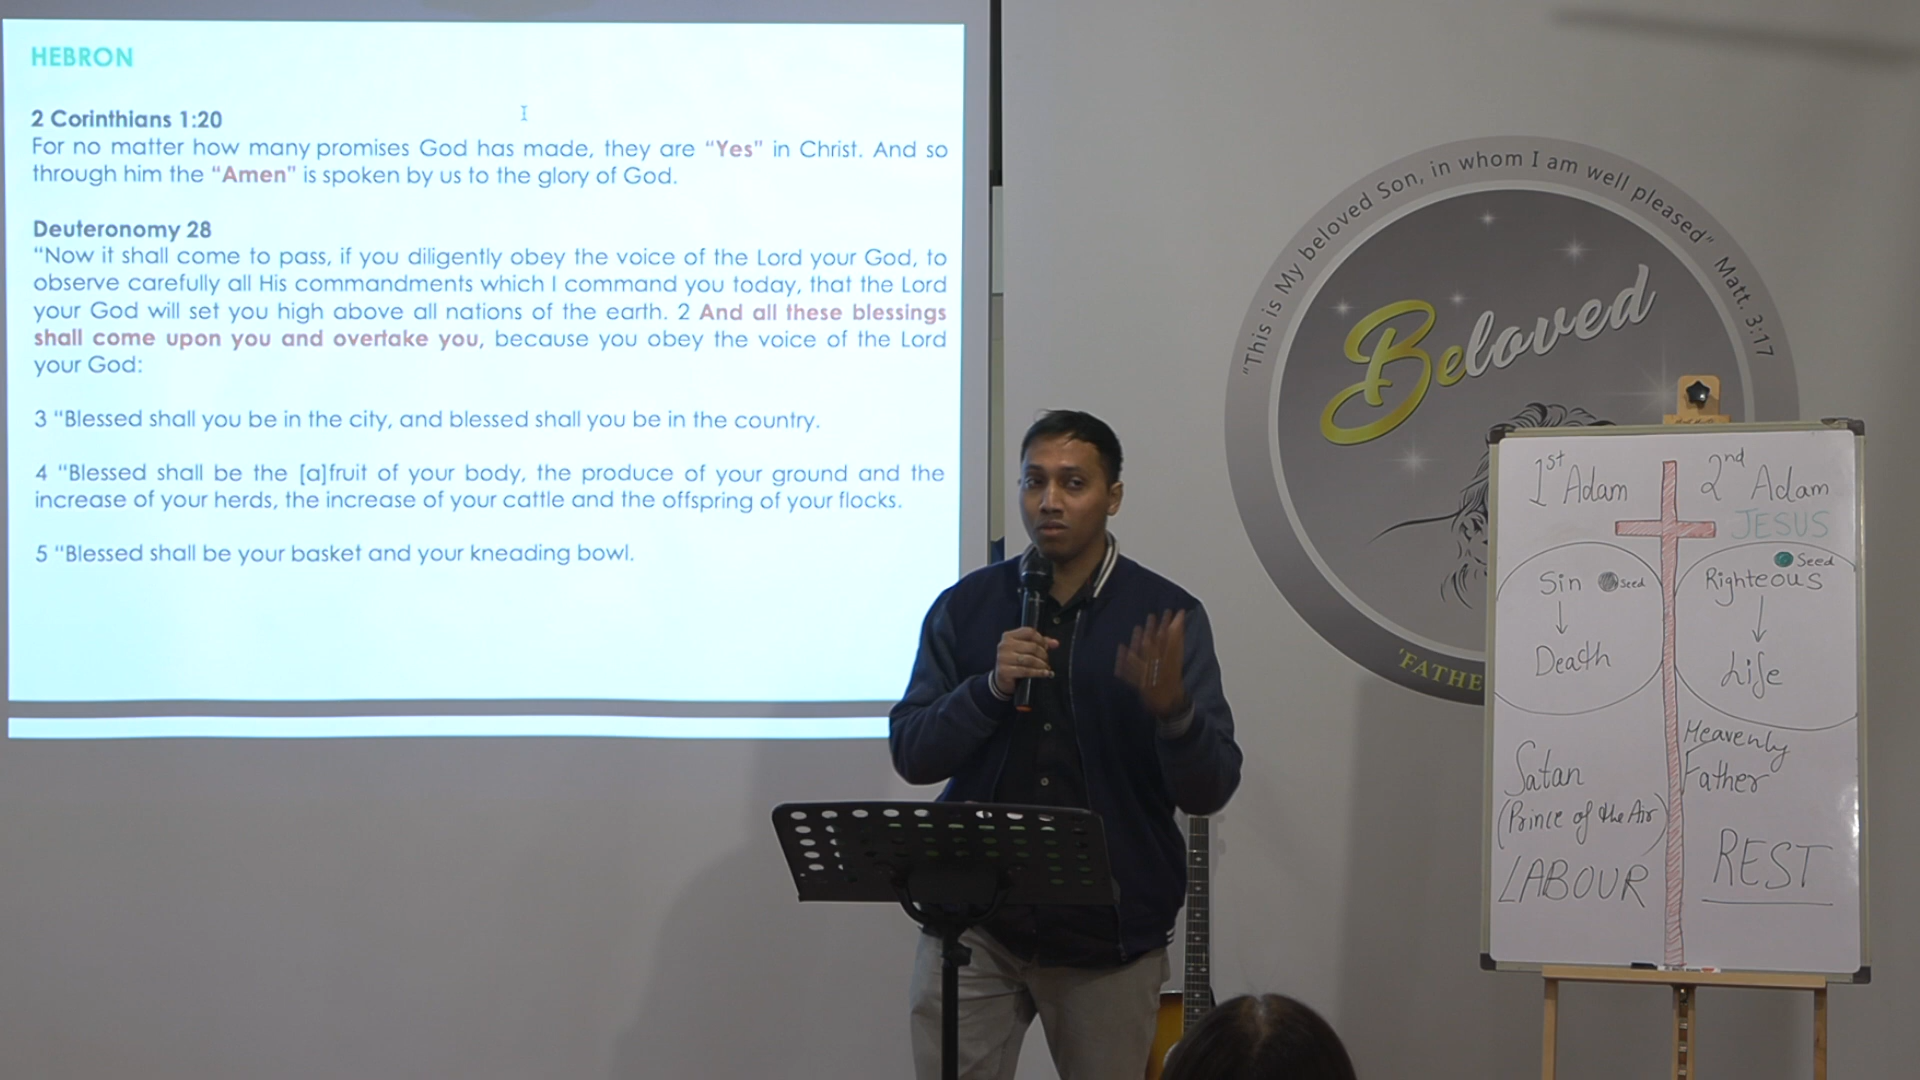 HEBRON
2 Corinthians 1:20
For no matter how many promises God has made, they are “Yes” in Christ. And so
through him the “Amen” is spoken by us to the glory of God.
Deuteronomy 28
“Now it shall come to pass, if you diligently obey the voice of the Lord your God, to
observe carefully all His commandments which I command you today, that the Lord
your God will set you high above all nations of the earth. 2 And all these blessings
shall come upon you and overtake you, because you obey the voice of the Lord
your God:
3 “Blessed shall you be in the city, and blessed shall you be in the country.
4 “Blessed shall be the [a]fruit of your body, the produce of your ground and the
increase of your herds, the increase of your cattle and the offspring of your flocks.
5 “Blessed shall be your basket and your kneading bowl.
"This is My beloved Son, in whom I am well pleased" Matt. 3:17
Beloved
'FATHE
1st Adam
Sin Seed
Death
Satan
(Prince of the Air)
LABOUR
2nd Adam
JESUS
Seed
Righteous
Life
Heavenly
Father
REST